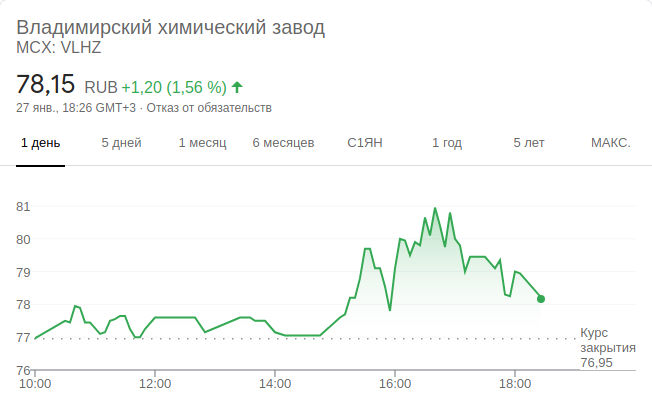 Владимирский химический завод
MCX: VLHZ
78,15 RUB +1,20 (1,56 %)
27 янв., 18:26 GMT+3 · Отказ от обязательств
1 день 5 дней 1 месяц 6 месяцев С1ЯН 1 год 5 лет МАКС.
81
80
79
78
77
76
Курс
закрытия
76,95
10:00 12:00 14:00 16:00 18:00